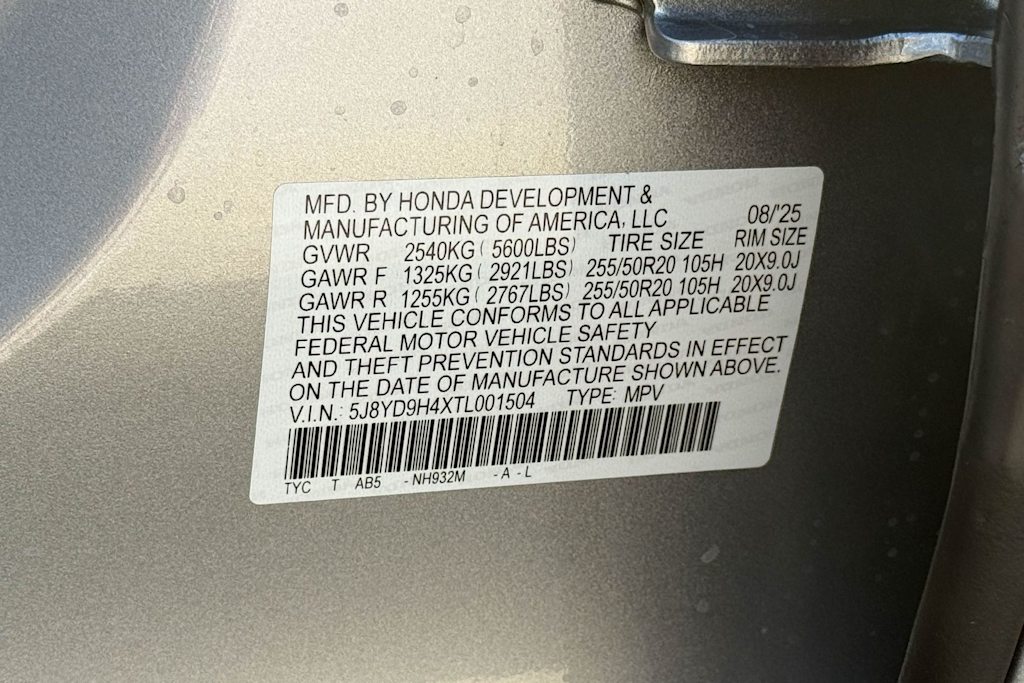 MFD. BY HONDA DEVELOPMENT &
MANUFACTURING OF AMERICA, LLC 08/'25
GVWR 2540KG ( 5600LBS) TIRE SIZE RIM SIZE
GAWR F 1325KG ( 2921LBS) 255/50R20 105H 20X9.0J
GAWR R 1255KG ( 2767LBS) 255/50R20 105H 20X9.0J
THIS VEHICLE CONFORMS TO ALL APPLICABLE
FEDERAL MOTOR VEHICLE SAFETY
AND THEFT PREVENTION STANDARDS IN EFFECT
ON THE DATE OF MANUFACTURE SHOWN ABOVE.
V.I.N.: 5J8YD9H4XTL001504 TYPE: MPV
TYC T AB5 - NH932M - A - L